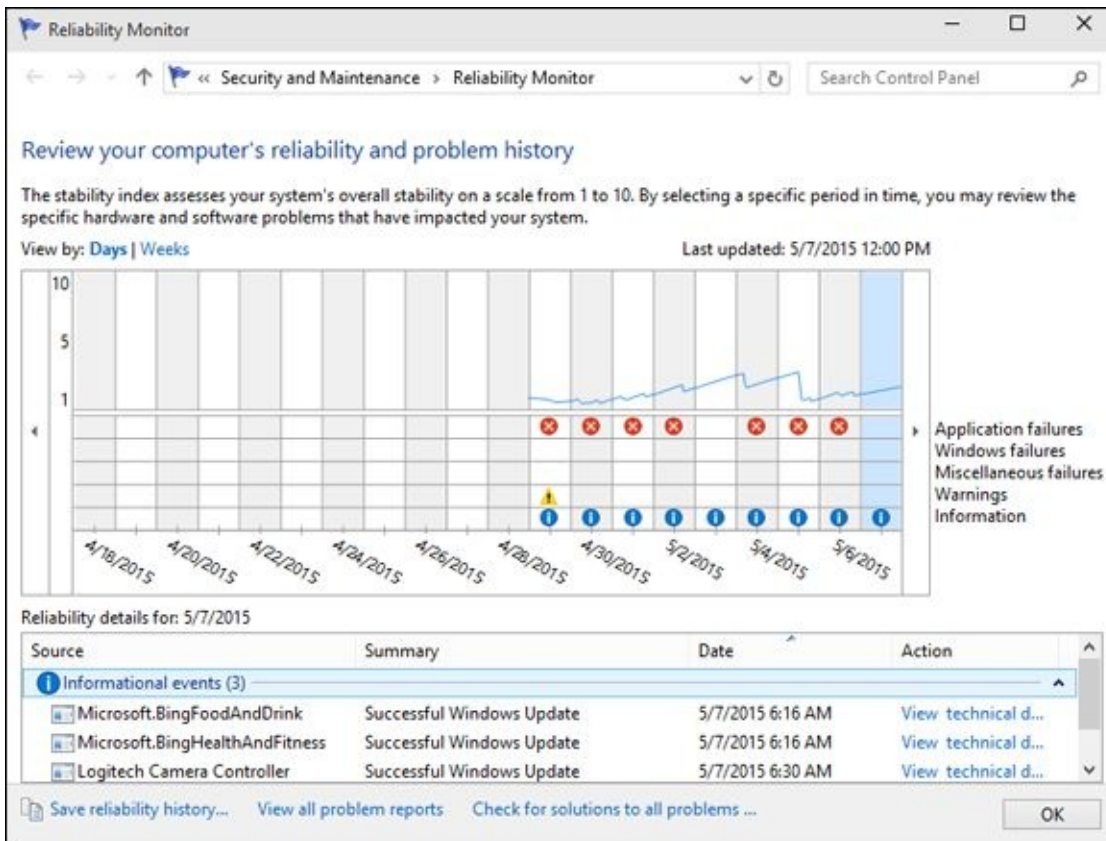 Reliability Monitor
« Security and Maintenance › Reliability Monitor
Search Control Panel
Review your computer's reliability and problem history
The stability index assesses your system's overall stability on a scale from 1 to 10. By selecting a specific period in time, you may review the
specific hardware and software problems that have impacted your system.
View by: Days | Weeks
Last updated: 5/7/2015 12:00 PM
10
5
1
Application failures
Windows failures
Miscellaneous failures
Warnings
Information
4/18/2015 4/20/2015 4/22/2015 4/24/2015 4/26/2015 4/28/2015 4/30/2015 5/2/2015 5/4/2015 5/6/2015
Reliability details for: 5/7/2015
Source Summary Date Action
Informational events (3)
Microsoft.BingFoodAndDrink Successful Windows Update 5/7/2015 6:16 AM View technical d...
Microsoft.BingHealthAndFitness Successful Windows Update 5/7/2015 6:16 AM View technical d...
Logitech Camera Controller Successful Windows Update 5/7/2015 6:30 AM View technical d...
Save reliability history... View all problem reports Check for solutions to all problems ...
OK